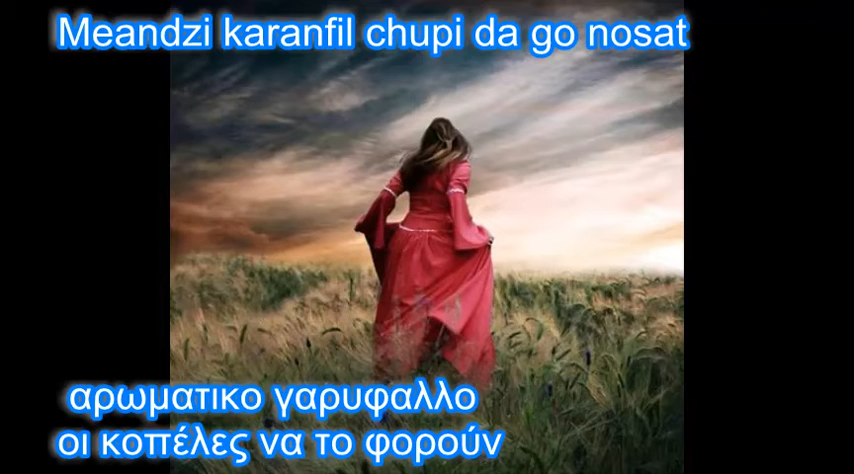 Meandzi karanfil chupi da go nosat
αρωματικο γαρυφαλλο
οι κοπέλες να το φορούν